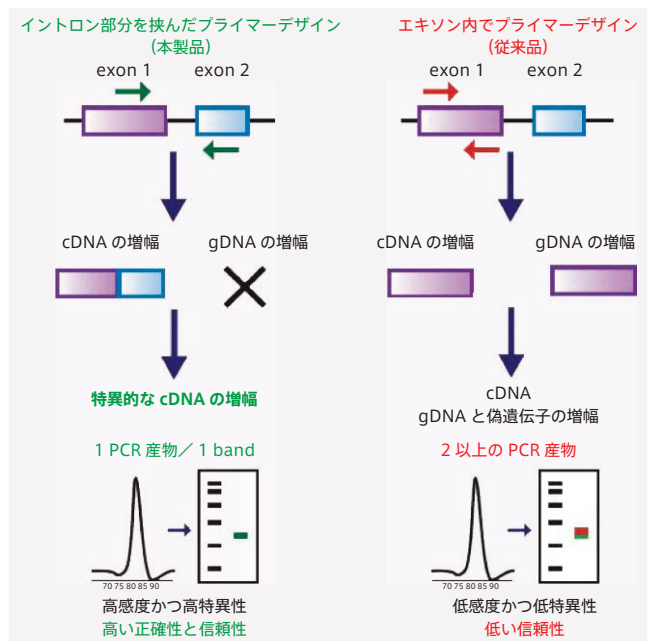 イントロン部分を挟んだプライマーデザイン
(本製品)
exon 1 exon 2
cDNA の増幅 gDNA の増幅
特異的な cDNA の増幅
1 PCR 産物／ 1 band
70 75 80 85 90
高感度かつ高特異性
高い正確性と信頼性
エキソン内でプライマーデザイン
(従来品)
exon 1 exon 2
cDNA の増幅 gDNA の増幅
cDNA
gDNA と偽遺伝子の増幅
2 以上の PCR 産物
70 75 80 85 90
低感度かつ低特異性
低い信頼性